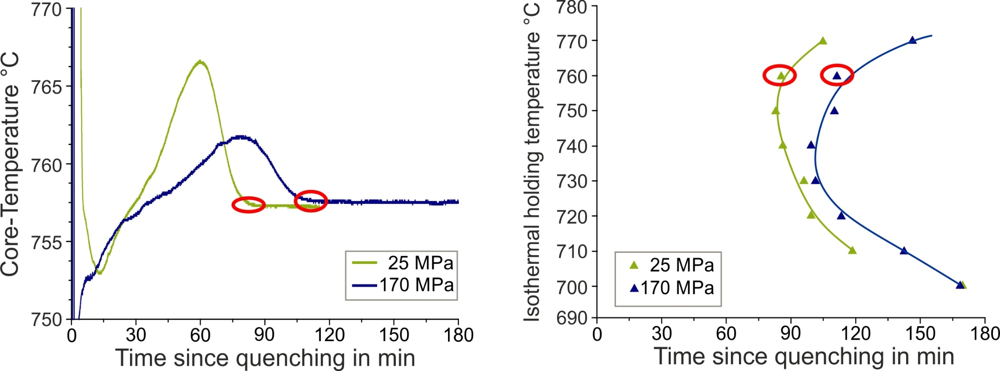 Core-Temperature °C
770
765
760
755
750
0 30 60 90 120 150 180
Time since quenching in min
25 MPa
170 MPa
Isothermal holding temperature °C
780
770
760
750
740
730
720
710
700
690
0 30 60 90 120 150 180
Time since quenching in min
25 MPa
170 MPa